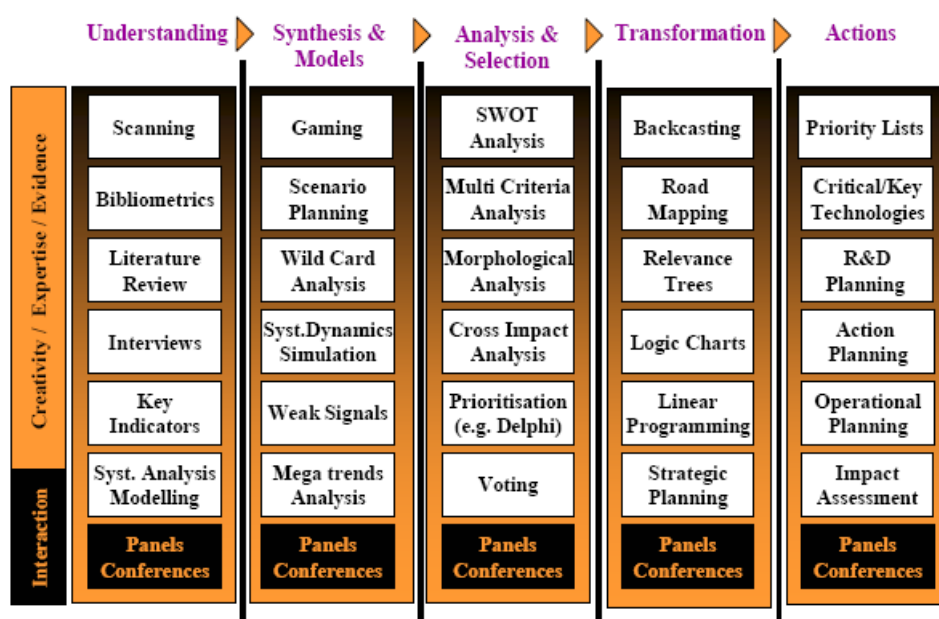 Understanding
Synthesis &
Models
Analysis &
Selection
Transformation
Actions
Creativity / Expertise / Evidence
Interaction
Scanning
Bibliometrics
Literature
Review
Interviews
Key
Indicators
Syst. Analysis
Modelling
Panels
Conferences
Gaming
Scenario
Planning
Wild Card
Analysis
Syst.Dynamics
Simulation
Weak Signals
Mega trends
Analysis
Panels
Conferences
SWOT
Analysis
Multi Criteria
Analysis
Morphological
Analysis
Cross Impact
Analysis
Prioritisation
(e.g. Delphi)
Voting
Panels
Conferences
Backcasting
Road
Mapping
Relevance
Trees
Logic Charts
Linear
Programming
Strategic
Planning
Panels
Conferences
Priority Lists
Critical/Key
Technologies
R&D
Planning
Action
Planning
Operational
Planning
Impact
Assessment
Panels
Conferences